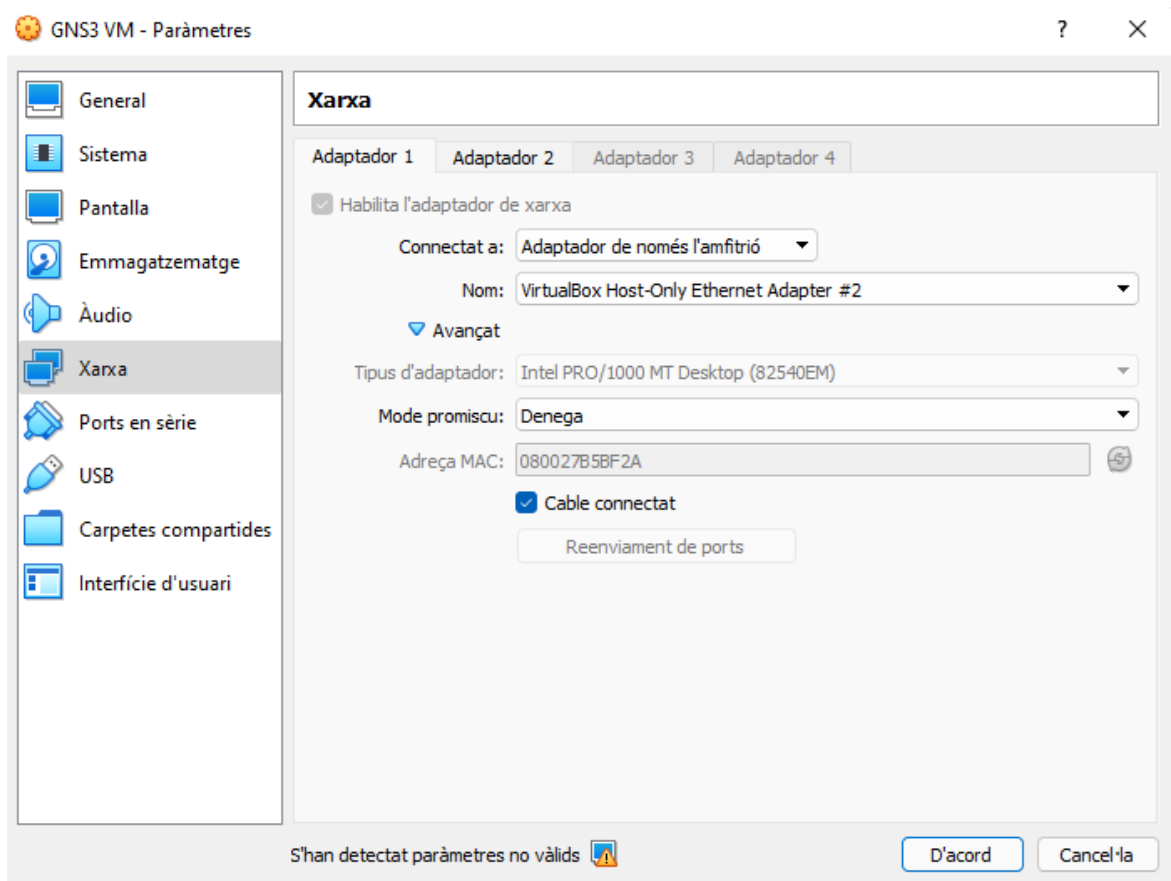 GNS3 VM - Paràmetres
?
General
Sistema
Pantalla
Emmagatzematge
Àudio
Xarxa
Ports en sèrie
USB
Carpetes compartides
Interfície d'usuari
Xarxa
Adaptador 1 Adaptador 2 Adaptador 3 Adaptador 4
Habilita l'adaptador de xarxa
Connectat a: Adaptador de només l'amfitrió
Nom: VirtualBox Host-Only Ethernet Adapter #2
Avançat
Tipus d'adaptador: Intel PRO/1000 MT Desktop (82540EM)
Mode promiscu: Denega
Adreça MAC: 080027B5BF2A
Cable connectat
Reenviament de ports
S'han detectat paràmetres no vàlids
D'acord Cancel·la